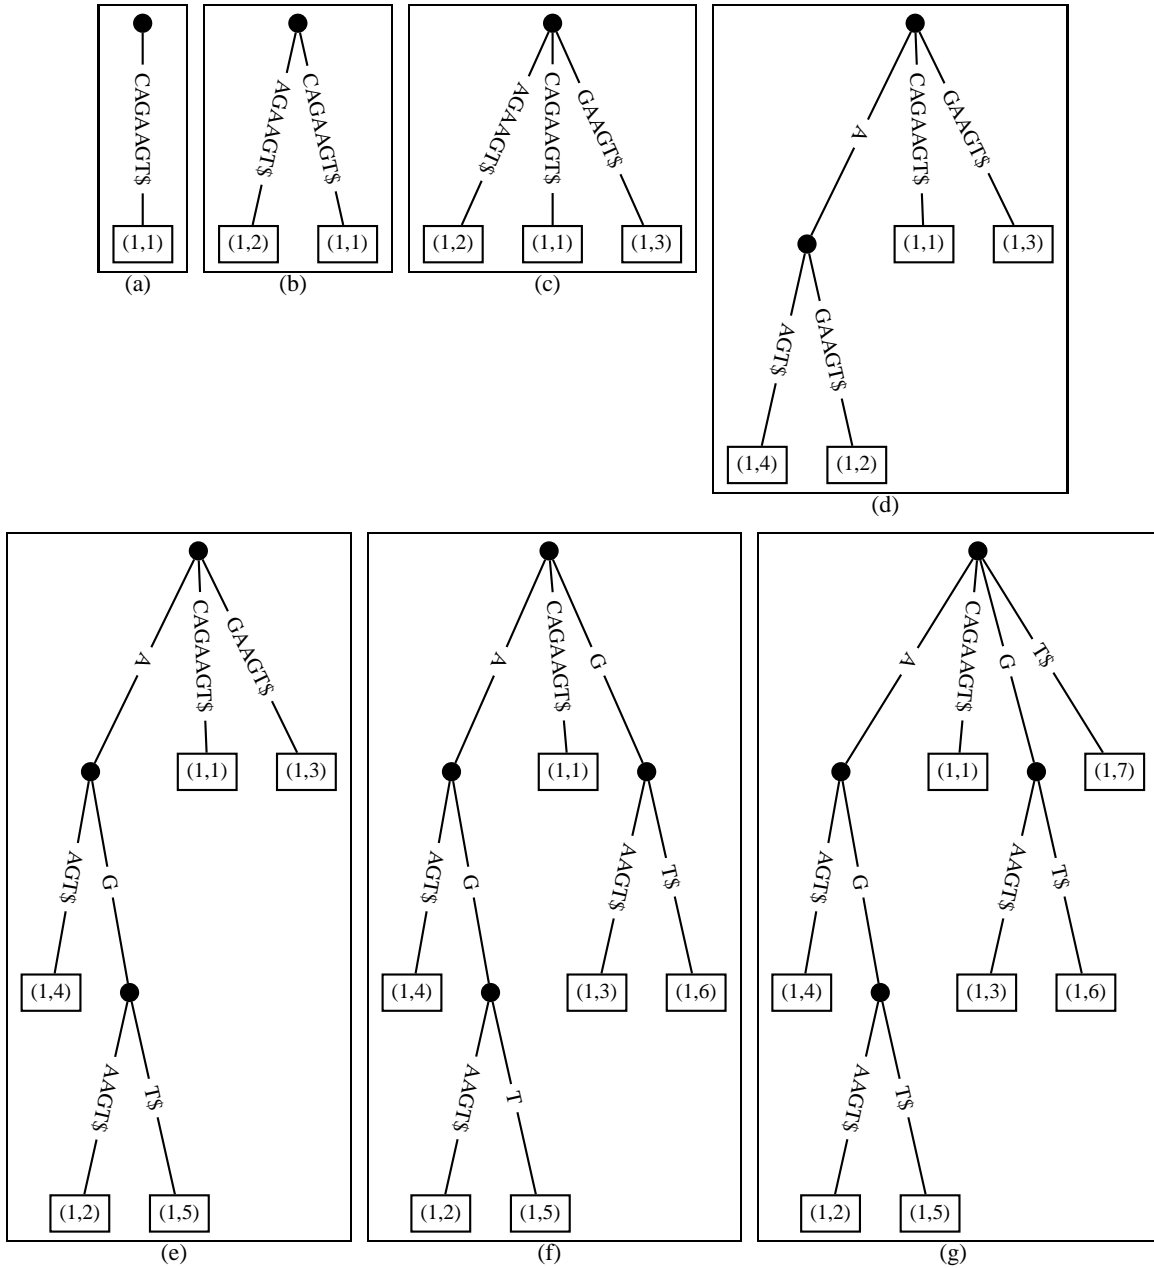 CAGAAGT$
(1,1)
(a)
AGAAGT$
CAGAAGT$
(1,2)
(1,1)
(b)
AGAAGT$
CAGAAGT$
GAAGT$
(1,2)
(1,1)
(1,3)
(c)
A
CAGAAGT$
GAAGT$
(1,1)
(1,3)
AGT$
GAAGT$
(1,4)
(1,2)
(d)
A
CAGAAGT$
GAAGT$
(1,1)
(1,3)
AGT$
G
(1,4)
AAGT$
T$
(1,2)
(1,5)
(e)
A
CAGAAGT$
G
(1,1)
AGT$
G
AAGT$
T$
(1,4)
(1,3)
(1,6)
AAGT$
T
(1,2)
(1,5)
(f)
A
CAGAAGT$
G
T$
(1,1)
(1,7)
AGT$
G
AAGT$
T$
(1,4)
(1,3)
(1,6)
AAGT$
T$
(1,2)
(1,5)
(g)